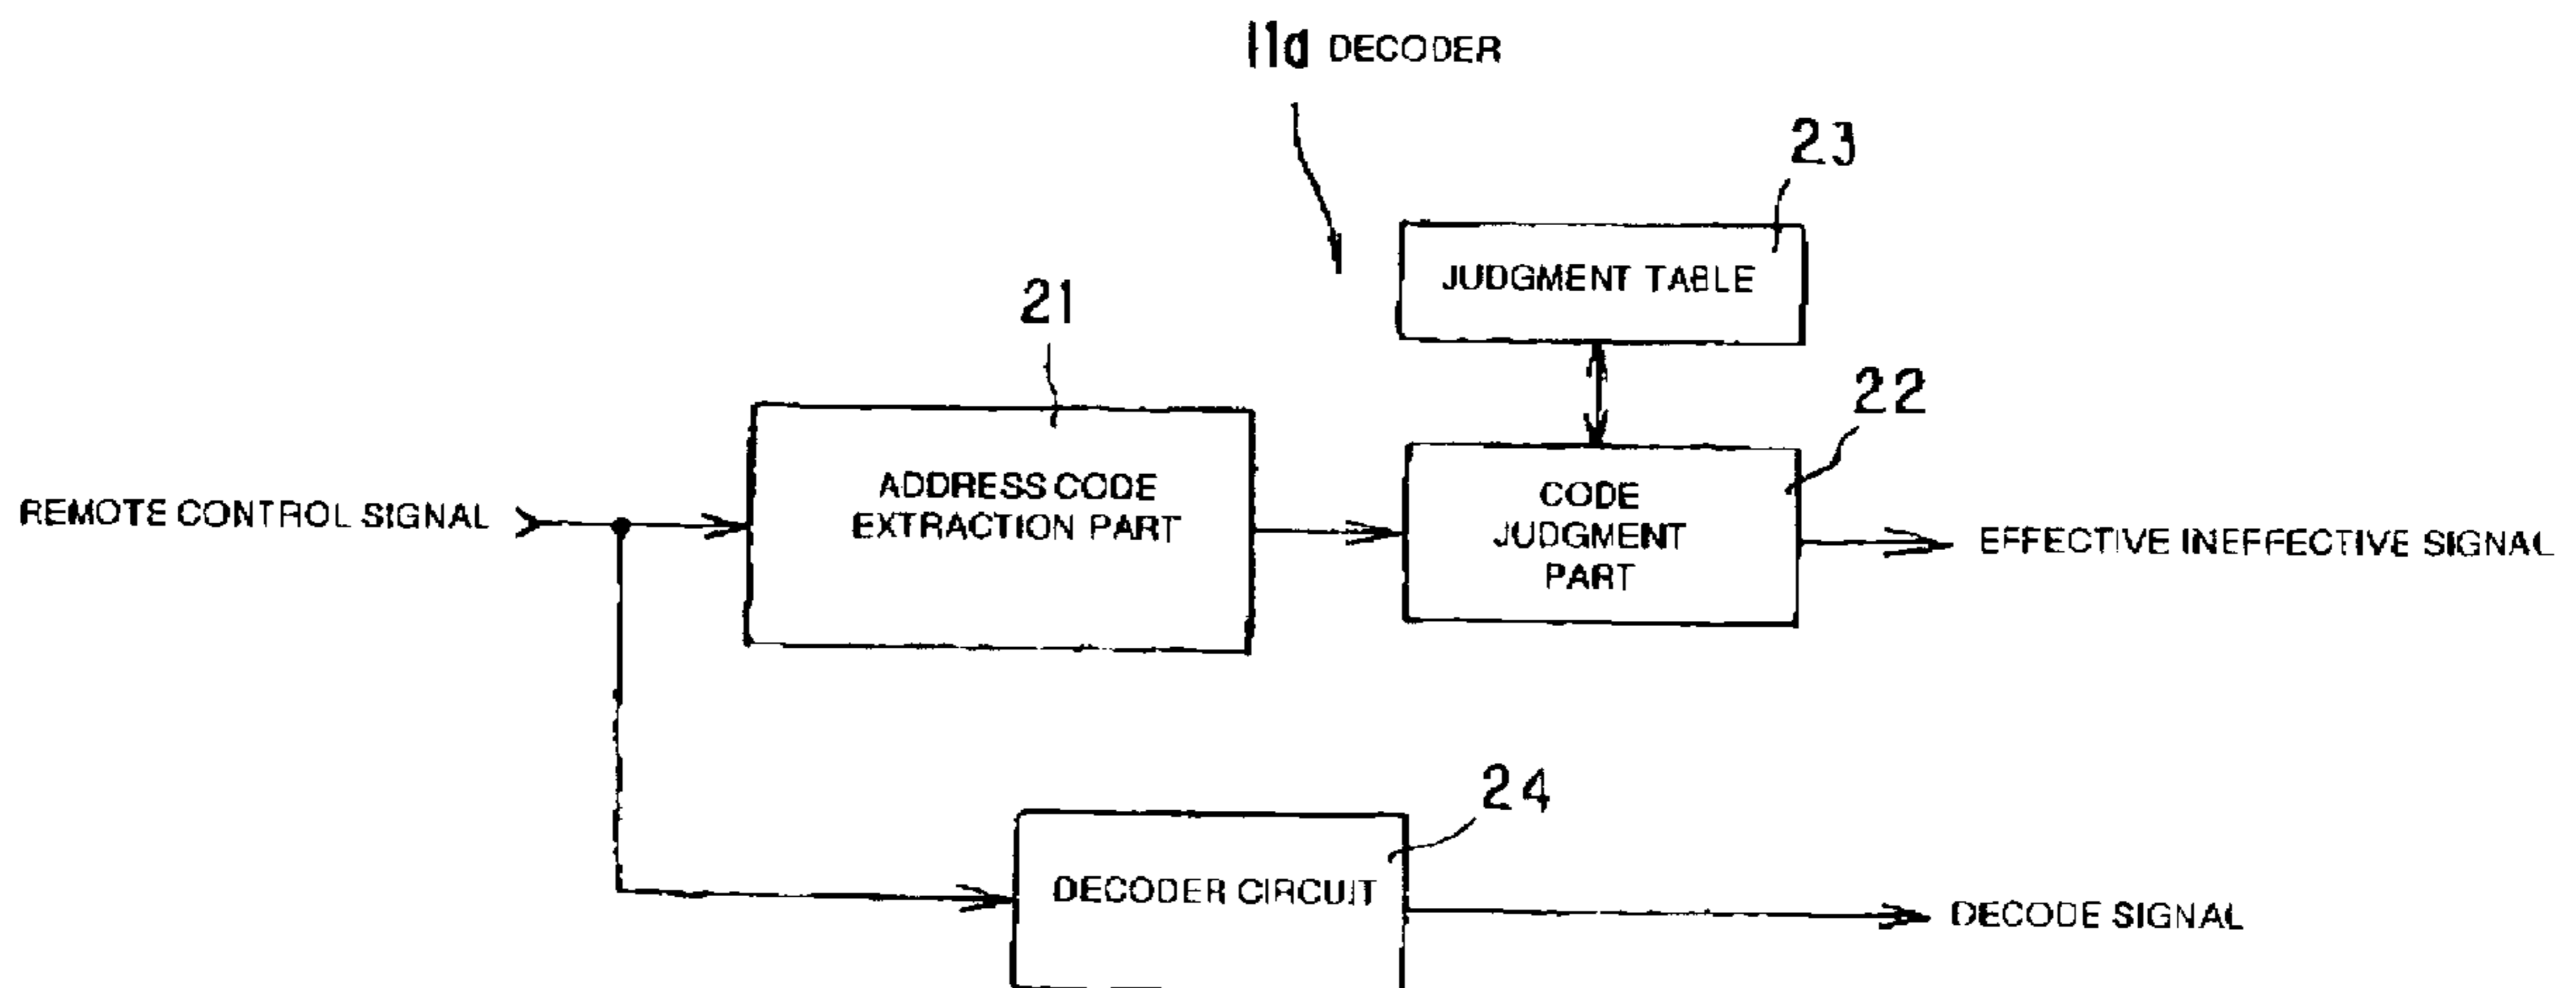 11a DECODER
23
JUDGMENT TABLE
21
22
ADDRESS CODE
EXTRACTION PART
CODE
JUDGMENT
PART
REMOTE CONTROL SIGNAL
EFFECTIVE INEFFECTIVE SIGNAL
24
DECODER CIRCUIT
DECODE SIGNAL